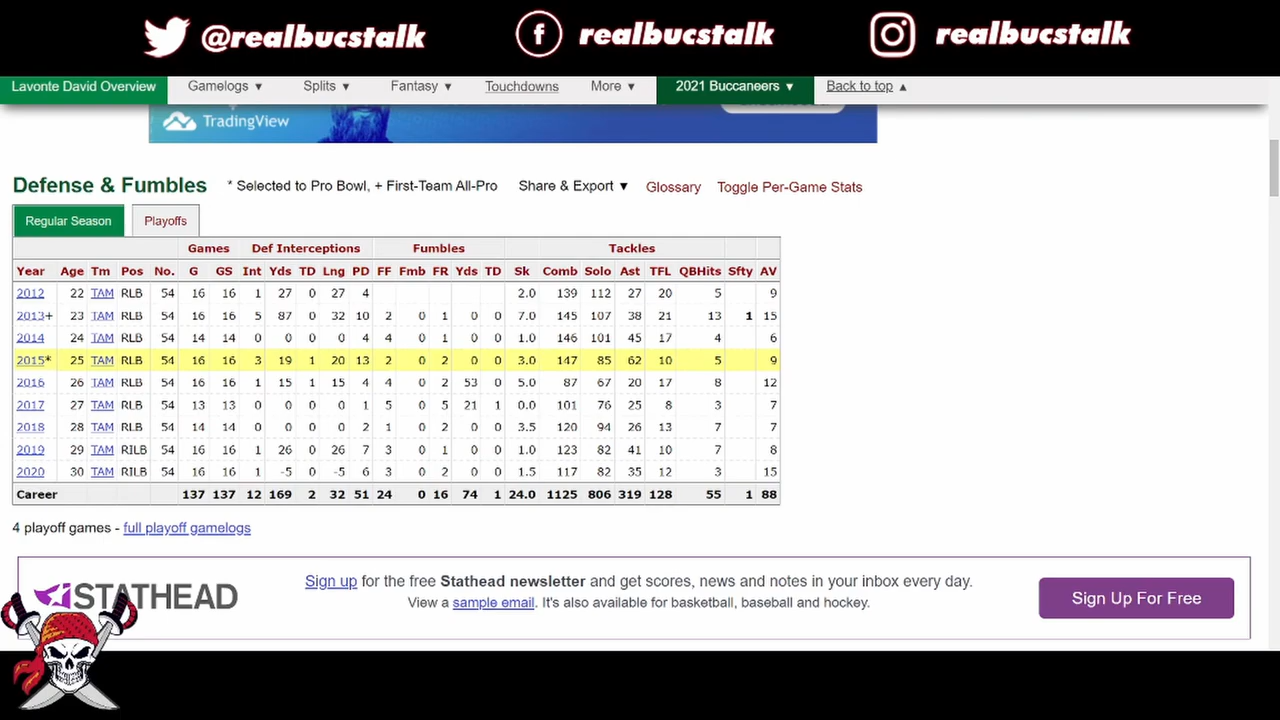 @realbucstalk realbucstalk realbucstalk
Lavonte David Overview Gamelogs ▼ Splits ▼ Fantasy ▼ Touchdowns More ▼ 2021 Buccaneers ▼ Back to top ▲
TradingView
Defense & Fumbles * Selected to Pro Bowl, + First-Team All-Pro Share & Export ▼ Glossary Toggle Per-Game Stats
Regular Season Playoffs
Games Def Interceptions Fumbles Tackles
Year Age Tm Pos No. G GS Int Yds TD Lng PD FF Fmb FR Yds TD Sk Comb Solo Ast TFL QBHits Sfty AV
2012 22 TAM RLB 54 16 16 1 27 0 27 4 2.0 139 112 27 20 5 9
2013+ 23 TAM RLB 54 16 16 5 87 0 32 10 2 0 1 0 0 7.0 145 107 38 21 13 1 15
2014 24 TAM RLB 54 14 14 0 0 0 0 4 4 0 1 0 0 1.0 146 101 45 17 4 6
2015* 25 TAM RLB 54 16 16 3 19 1 20 13 2 0 2 0 0 3.0 147 85 62 10 5 9
2016 26 TAM RLB 54 16 16 1 15 1 15 4 4 0 2 53 0 5.0 87 67 20 17 8 12
2017 27 TAM RLB 54 13 13 0 0 0 0 1 5 0 5 21 1 0.0 101 76 25 8 3 7
2018 28 TAM RLB 54 14 14 0 0 0 0 2 1 0 2 0 0 3.5 120 94 26 13 7 7
2019 29 TAM RILB 54 16 16 1 26 0 26 7 3 0 1 0 0 1.0 123 82 41 10 7 8
2020 30 TAM RILB 54 16 16 1 -5 0 -5 6 3 0 2 0 0 1.5 117 82 35 12 3 15
Career 137 137 12 169 2 32 51 24 0 16 74 1 24.0 1125 806 319 128 55 1 88
4 playoff games - full playoff gamelogs
STATHEAD
Sign up for the free Stathead newsletter and get scores, news and notes in your inbox every day.
View a sample email. It's also available for basketball, baseball and hockey.
Sign Up For Free